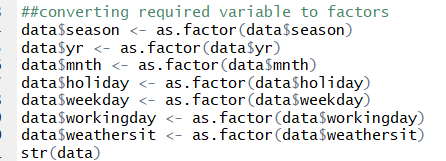 ##converting required variable to factors
data$season <- as.factor(data$season)
data$yr <- as.factor(data$yr)
data$mnth <- as.factor(data$mnth)
data$holiday <- as.factor(data$holiday)
data$weekday <- as.factor(data$weekday)
data$workingday <- as.factor(data$workingday)
data$weathersit <- as.factor(data$weathersit)
str(data)